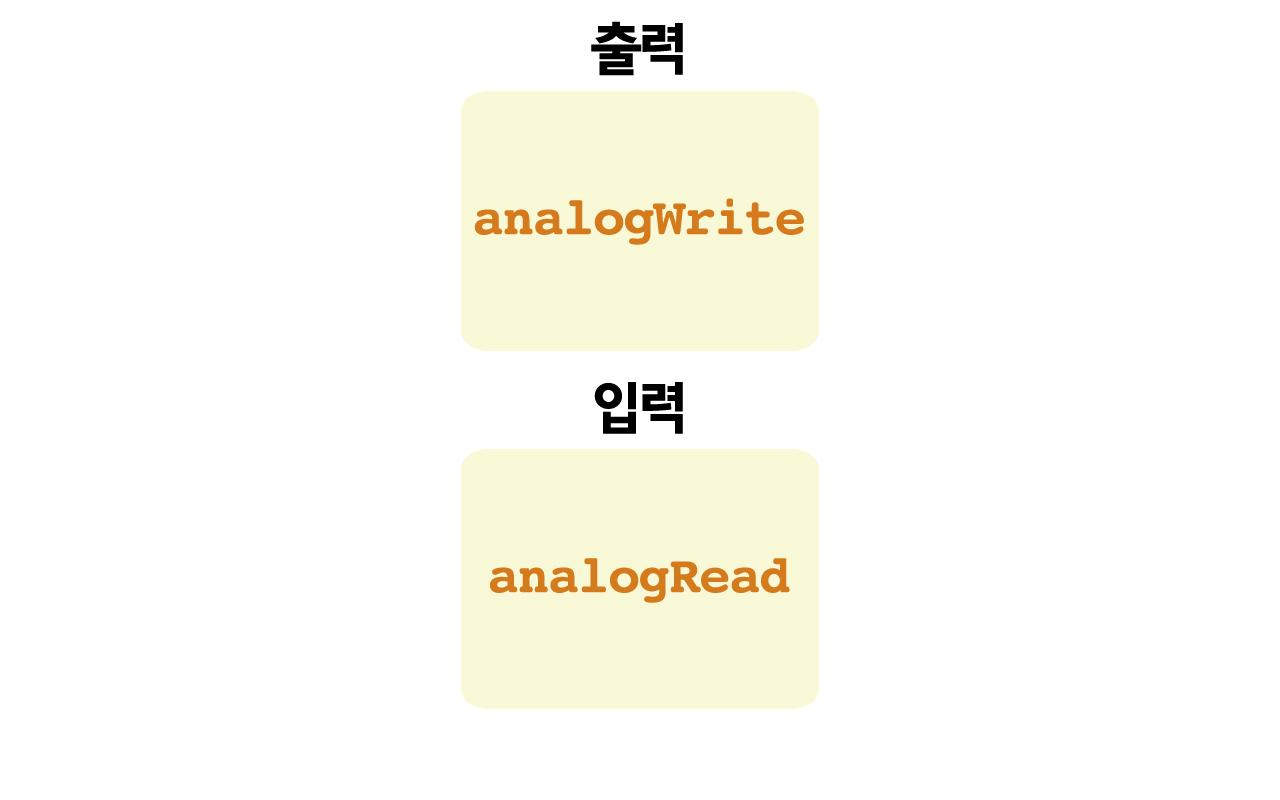 출력
analogWrite
입력
analogRead